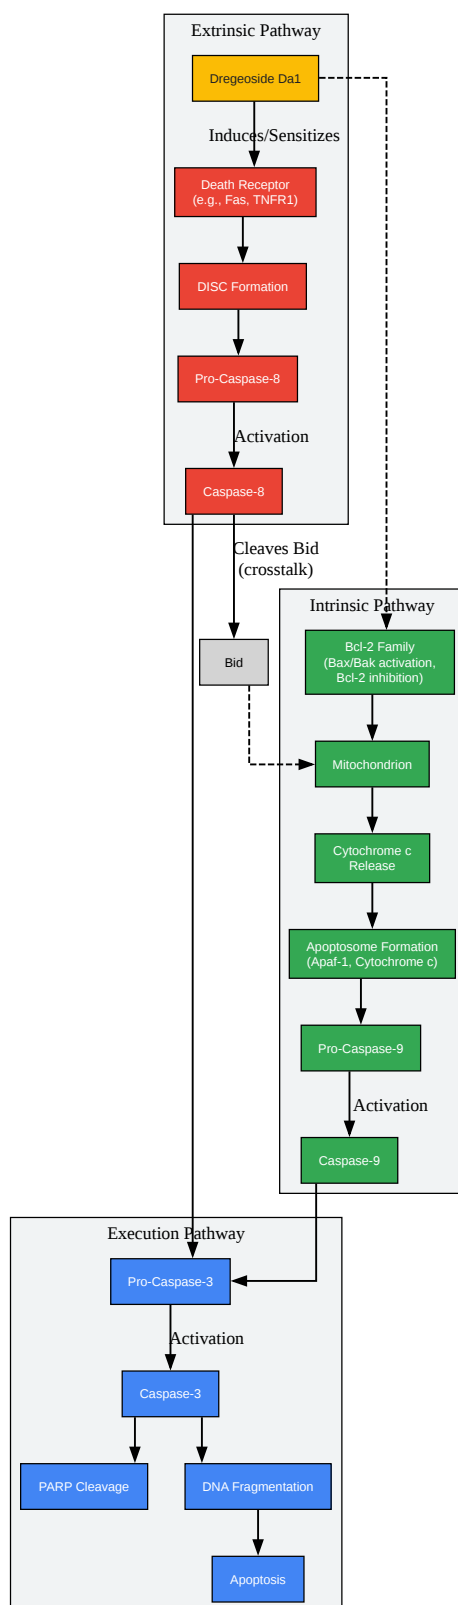 Extrinsic Pathway
Dregeoside Da1
Induces/Sensitizes
Death Receptor
(e.g., Fas, TNFR1)
DISC Formation
Pro-Caspase-8
Activation
Caspase-8
Cleaves Bid
(crosstalk)
Bid
Intrinsic Pathway
Bcl-2 Family
(Bax/Bak activation,
Bcl-2 inhibition)
Mitochondrion
Cytochrome c
Release
Apoptosome Formation
(Apaf-1, Cytochrome c)
Pro-Caspase-9
Activation
Caspase-9
Execution Pathway
Pro-Caspase-3
Activation
Caspase-3
PARP Cleavage
DNA Fragmentation
Apoptosis